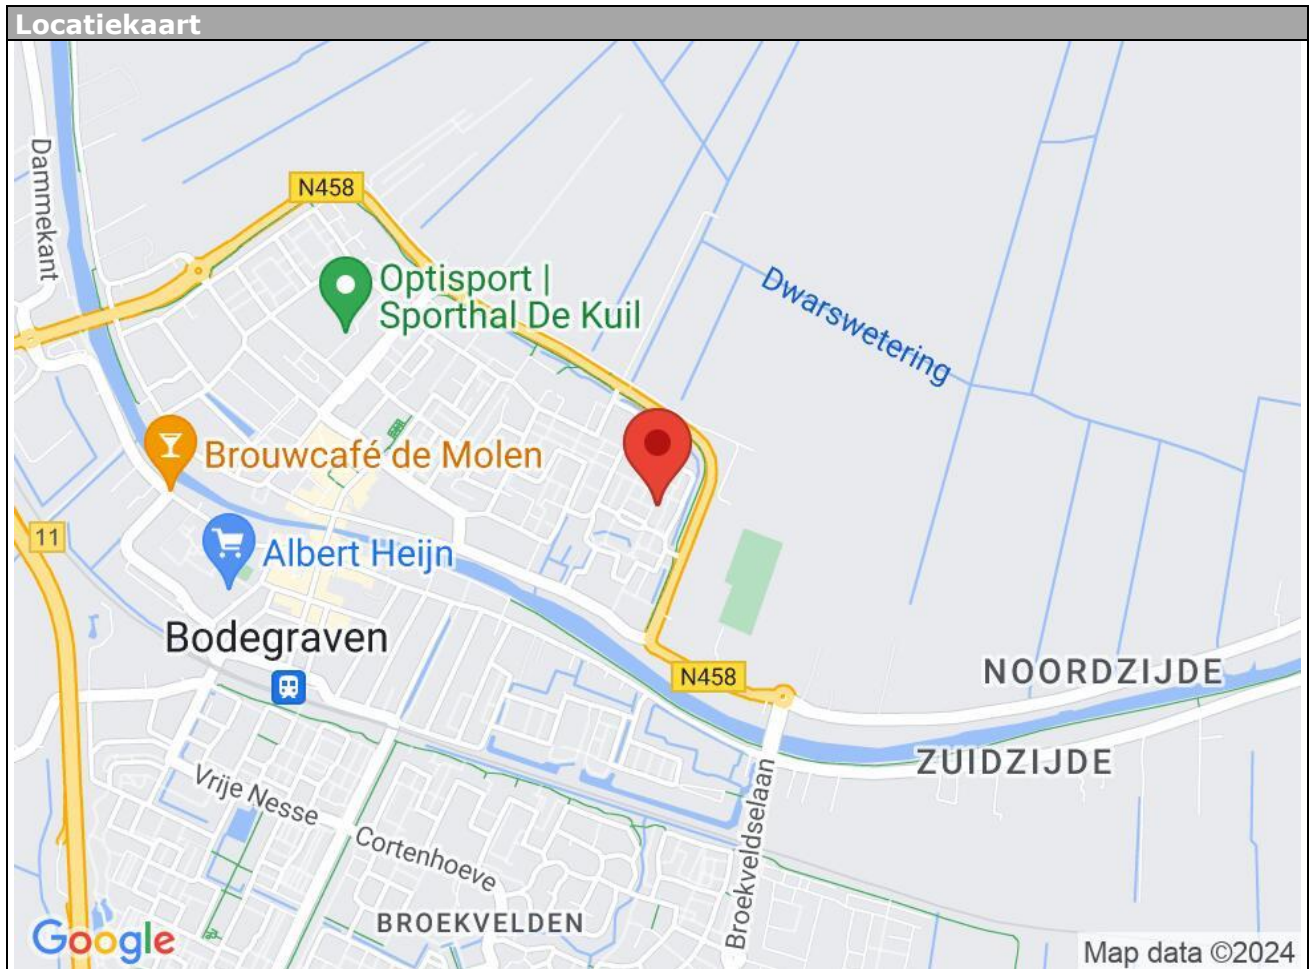 Locatiekaart
Dammekant
N458
Optisport |
Sporthal De Kuil
Dwarswetering
Brouwcafé de Molen
11
Albert Heijn
Bodegraven
N458
NOORDZIJDE
ZUIDZIJDE
Vrije Nesse
Cortenhoeve
Broekveldselaan
BROEKVELDEN
Google
Map data ©2024